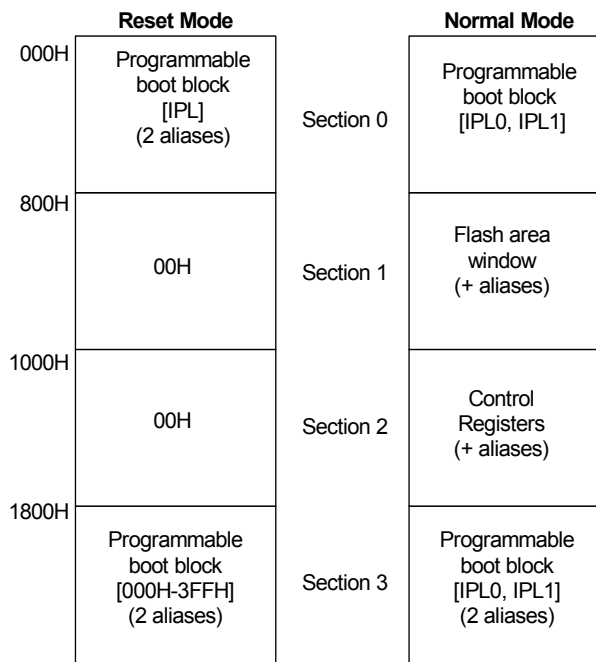 Reset Mode
Normal Mode
000H
Programmable
boot block
[IPL]
(2 aliases)
Section 0
Programmable
boot block
[IPL0, IPL1]
800H
00H
Section 1
Flash area
window
(+ aliases)
1000H
00H
Section 2
Control
Registers
(+ aliases)
1800H
Programmable
boot block
[000H-3FFH]
(2 aliases)
Section 3
Programmable
boot block
[IPL0, IPL1]
(2 aliases)